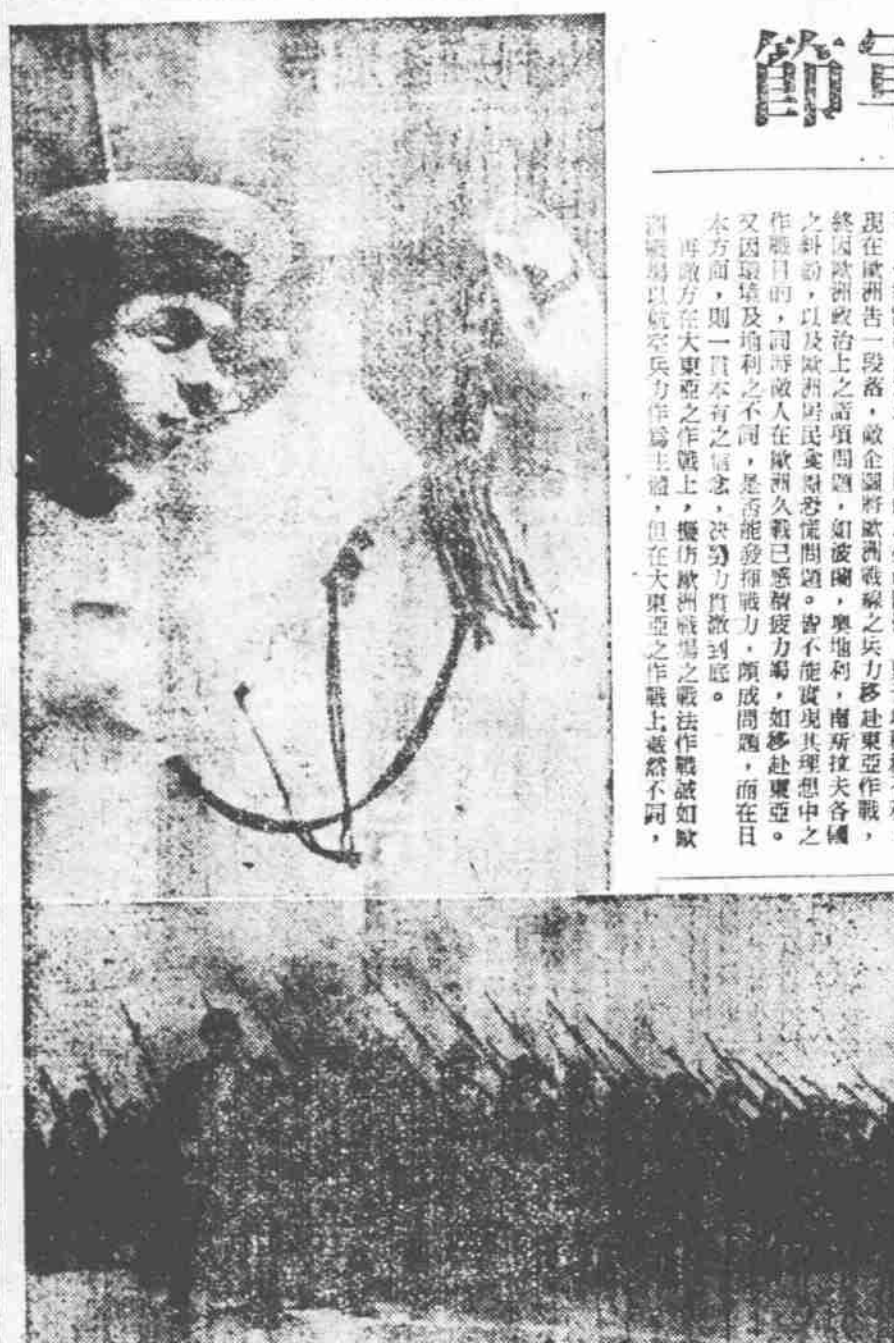 節
現在歐洲告一段落,敵企圖將歐洲戰線之兵力移赴東亞作戰,
終因歐洲政治上之諸項問題,如波蘭,奧地利,南斯拉夫各國
之糾紛,以及歐洲居民食糧恐慌問題。皆不能實現其理想中之
作戰目的,同時敵人在歐洲久戰已感精疲力竭,如移赴東亞。
又因環境及地利之不同,是否能發揮戰力,頗成問題,而在日
本方面,則一貫本有之信念,決努力貫澈到底。
再敵方在大東亞之作戰上,擬仿歐洲戰場之戰法作戰誠如歐
洲戰場以航空兵力作爲主體,但在大東亞之作戰上截然不同,